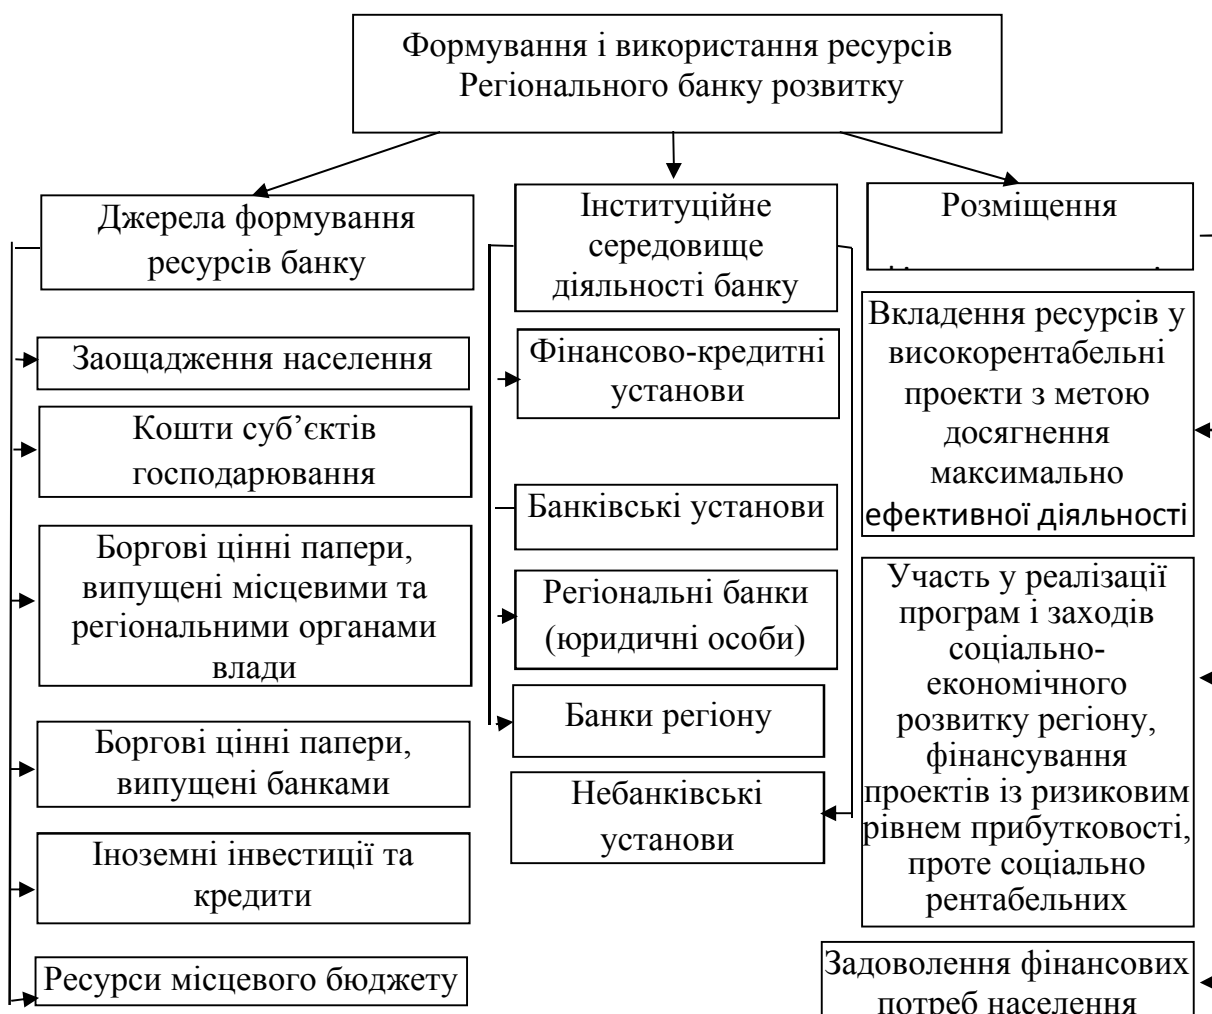 Формування і використання ресурсів
Регіонального банку розвитку
Джерела формування
ресурсів банку
Заощадження населення
Кошти суб’єктів
господарювання
Боргові цінні папери,
випущені місцевими та
регіональними органами
влади
Боргові цінні папери,
випущені банками
Іноземні інвестиції та
кредити
Ресурси місцевого бюджету
Інституційне
середовище
діяльності банку
Фінансово-кредитні
установи
Банківські установи
Регіональні банки
(юридичні особи)
Банки регіону
Небанківські
установи
Розміщення
Вкладення ресурсів у
високорентабельні
проекти з метою
досягнення
максимально
ефективної діяльності
Участь у реалізації
програм і заходів
соціально-
економічного
розвитку регіону,
фінансування
проектів із ризиковим
рівнем прибутковості,
проте соціально
рентабельних
Задоволення фінансових
потреб населення